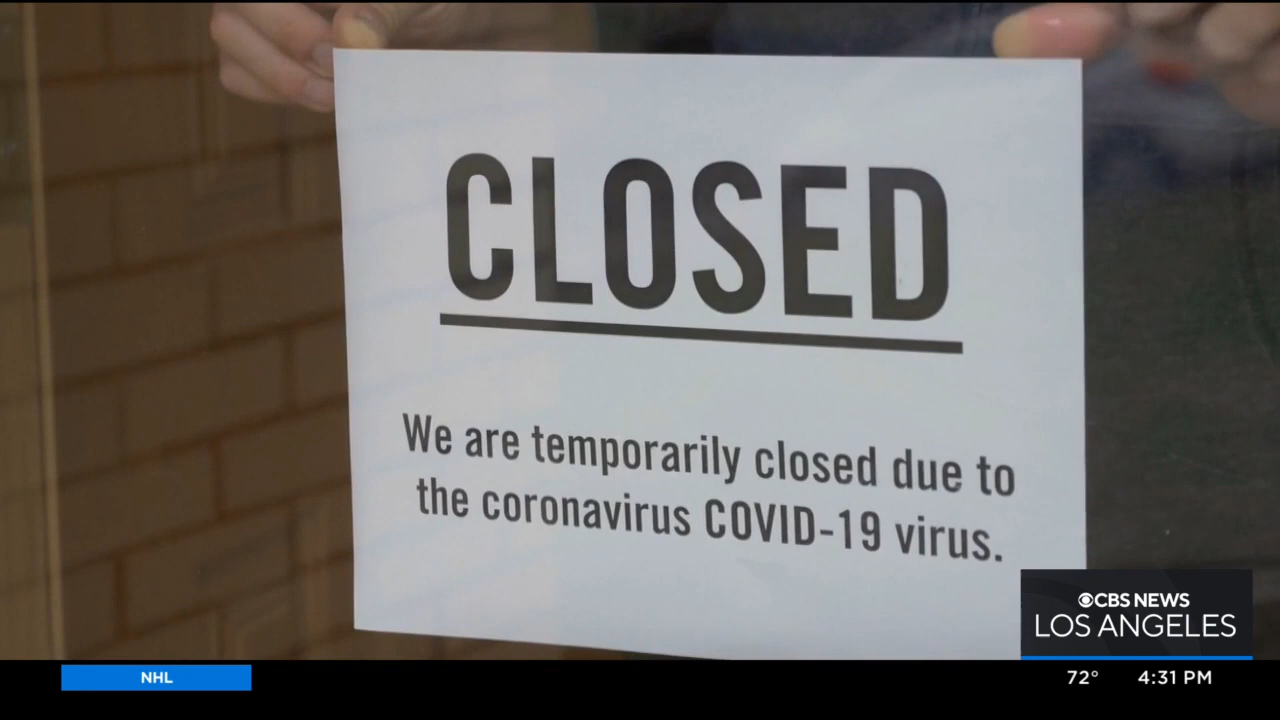 CLOSED
We are temporarily closed due to
the coronavirus COVID-19 virus.
CBS NEWS
LOS ANGELES
NHL
72° 4:31 PM